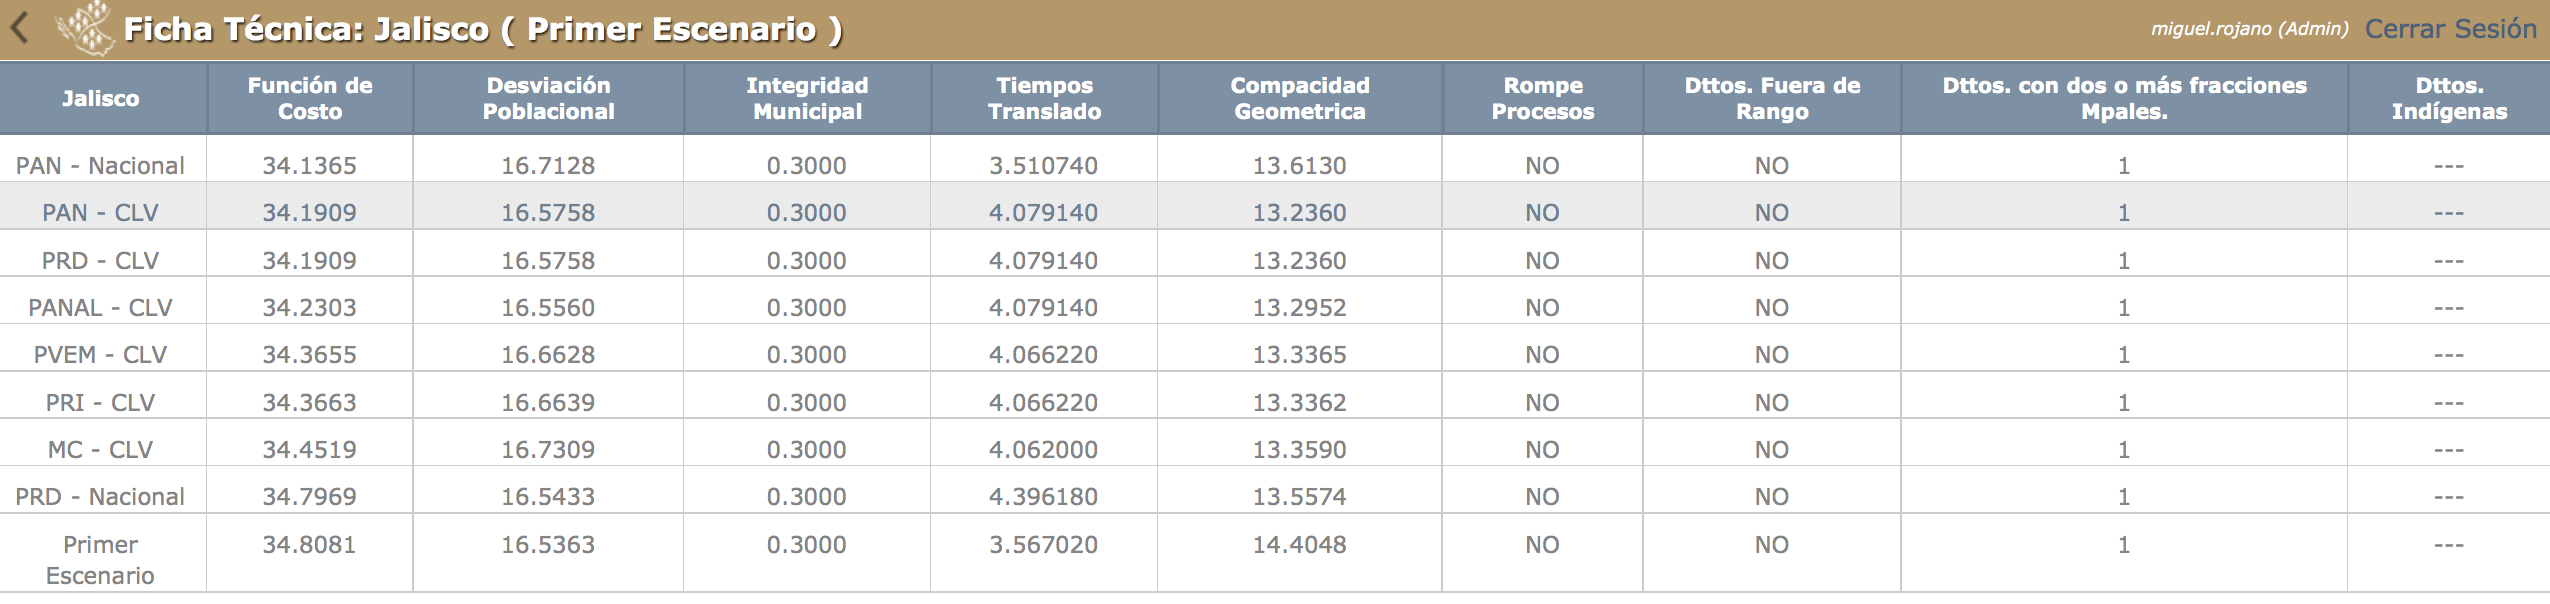 Ficha Técnica: Jalisco ( Primer Escenario ) miguel.rojano (Admin) Cerrar Sesión
Jalisco Función de Costo Desviación Poblacional Integridad Municipal Tiempos Translado Compacidad Geometrica Rompe Procesos Dttos. Fuera de Rango Dttos. con dos o más fracciones Mpales. Dttos. Indígenas
PAN - Nacional 34.1365 16.7128 0.3000 3.510740 13.6130 NO NO 1 ---
PAN - CLV 34.1909 16.5758 0.3000 4.079140 13.2360 NO NO 1 ---
PRD - CLV 34.1909 16.5758 0.3000 4.079140 13.2360 NO NO 1 ---
PANAL - CLV 34.2303 16.5560 0.3000 4.079140 13.2952 NO NO 1 ---
PVEM - CLV 34.3655 16.6628 0.3000 4.066220 13.3365 NO NO 1 ---
PRI - CLV 34.3663 16.6639 0.3000 4.066220 13.3362 NO NO 1 ---
MC - CLV 34.4519 16.7309 0.3000 4.062000 13.3590 NO NO 1 ---
PRD - Nacional 34.7969 16.5433 0.3000 4.396180 13.5574 NO NO 1 ---
Primer Escenario 34.8081 16.5363 0.3000 3.567020 14.4048 NO NO 1 ---